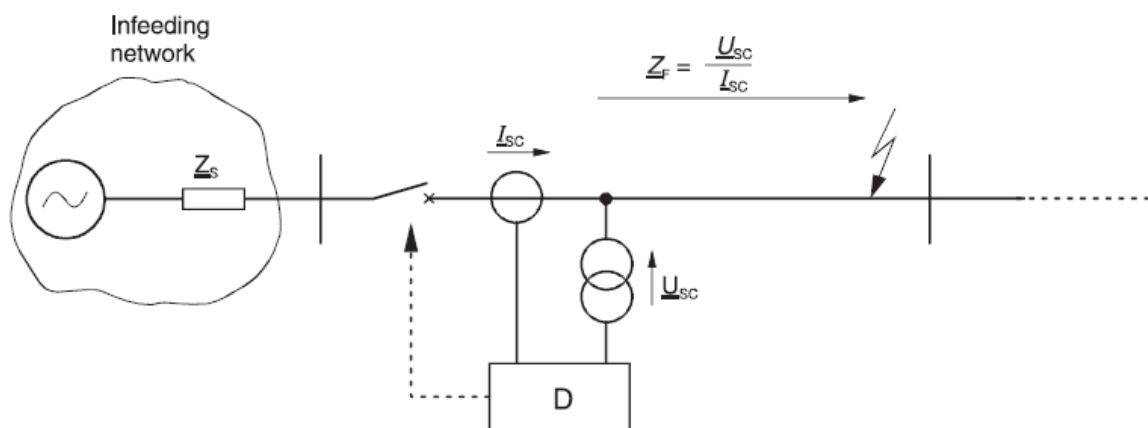 Infeeding
network
Z_F = U_SC / I_SC
I_SC
Z_S
U_SC
D